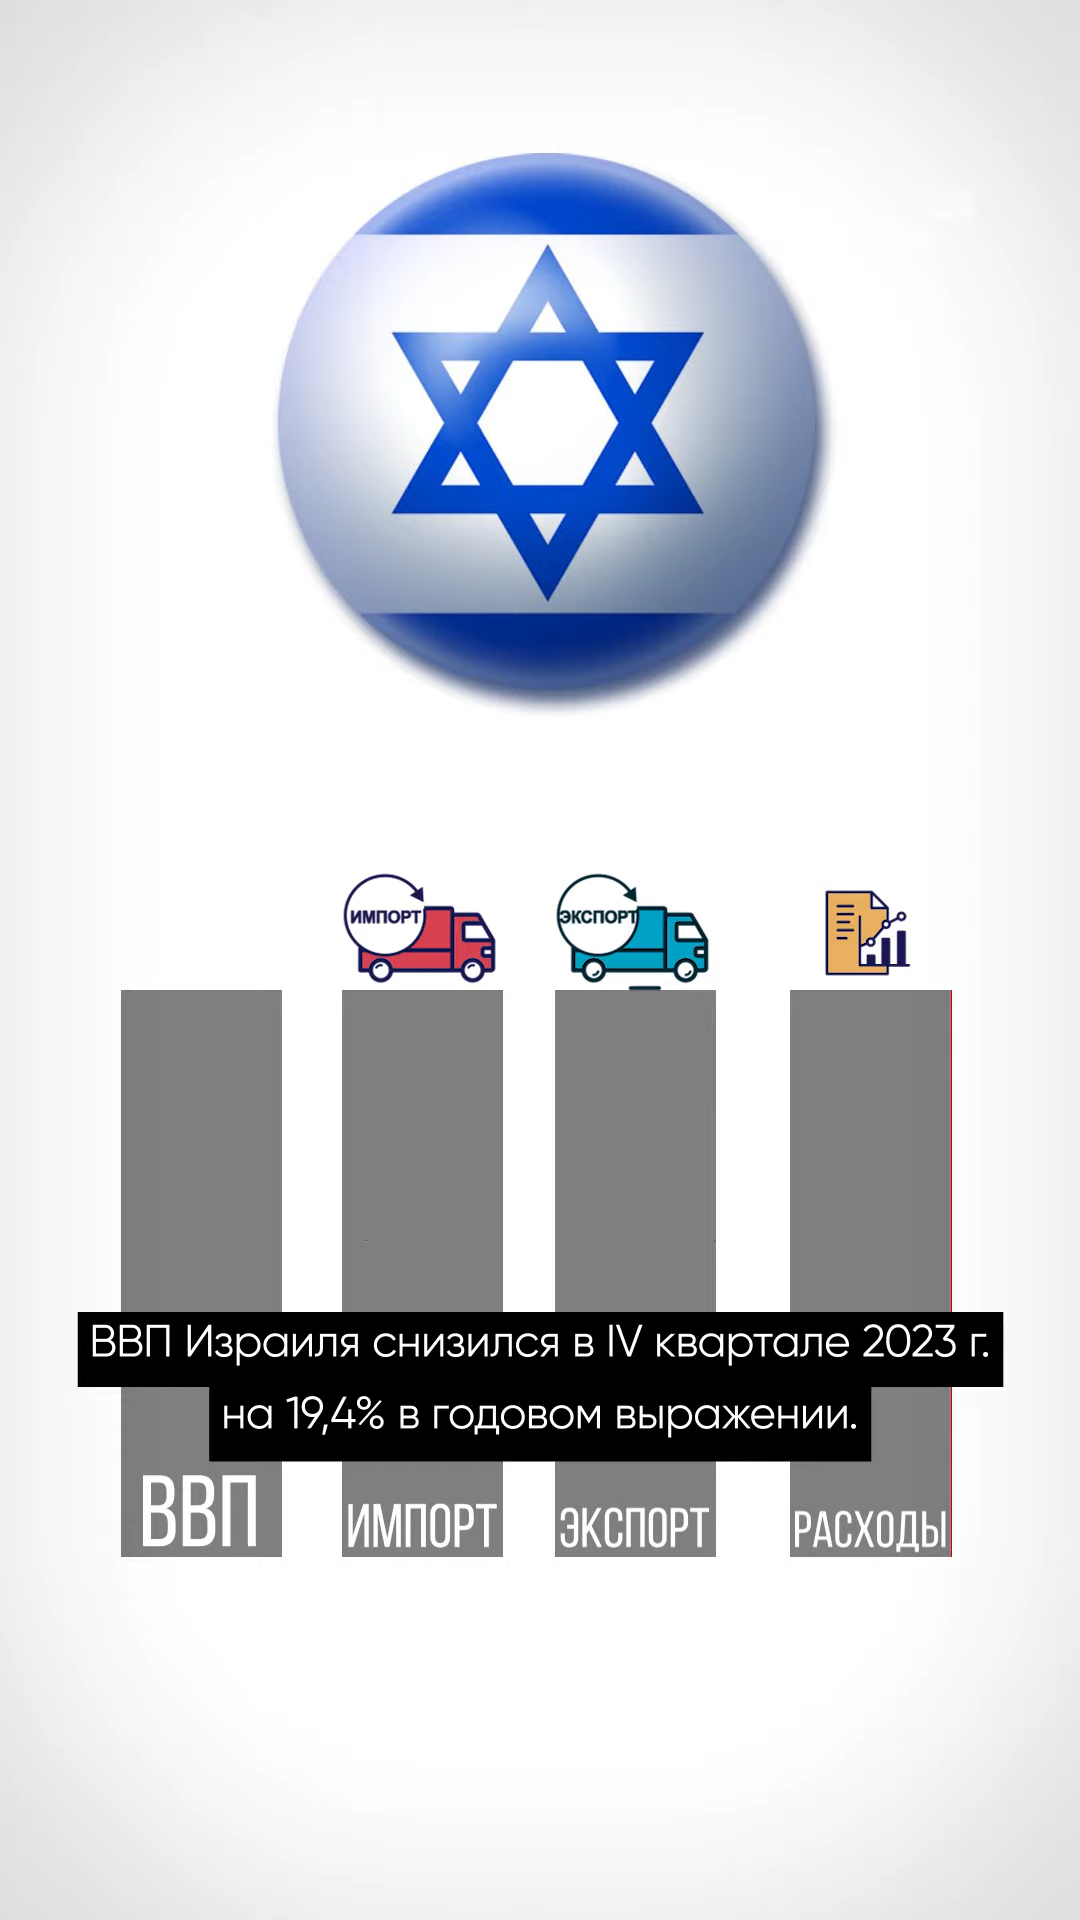 ИМПОРТ
ЭКСПОРТ
ВВП Израиля снизился в IV квартале 2023 г.
на 19,4% в годовом выражении.
ВВП
ИМПОРТ
ЭКСПОРТ
РАСХОДЫ